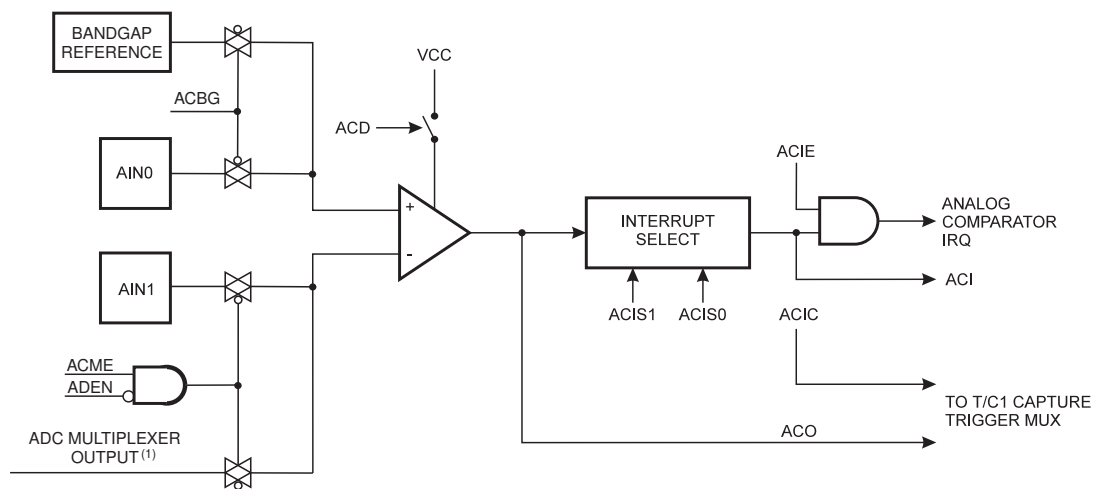 BANDGAP
REFERENCE
VCC
ACBG
ACD
AIN0
ACIE
+
-
INTERRUPT
SELECT
ANALOG
COMPARATOR
IRQ
AIN1
ACI
ACIS1 ACIS0
ACIC
ACME
ADEN
TO T/C1 CAPTURE
TRIGGER MUX
ADC MULTIPLEXER
OUTPUT (1)
ACO